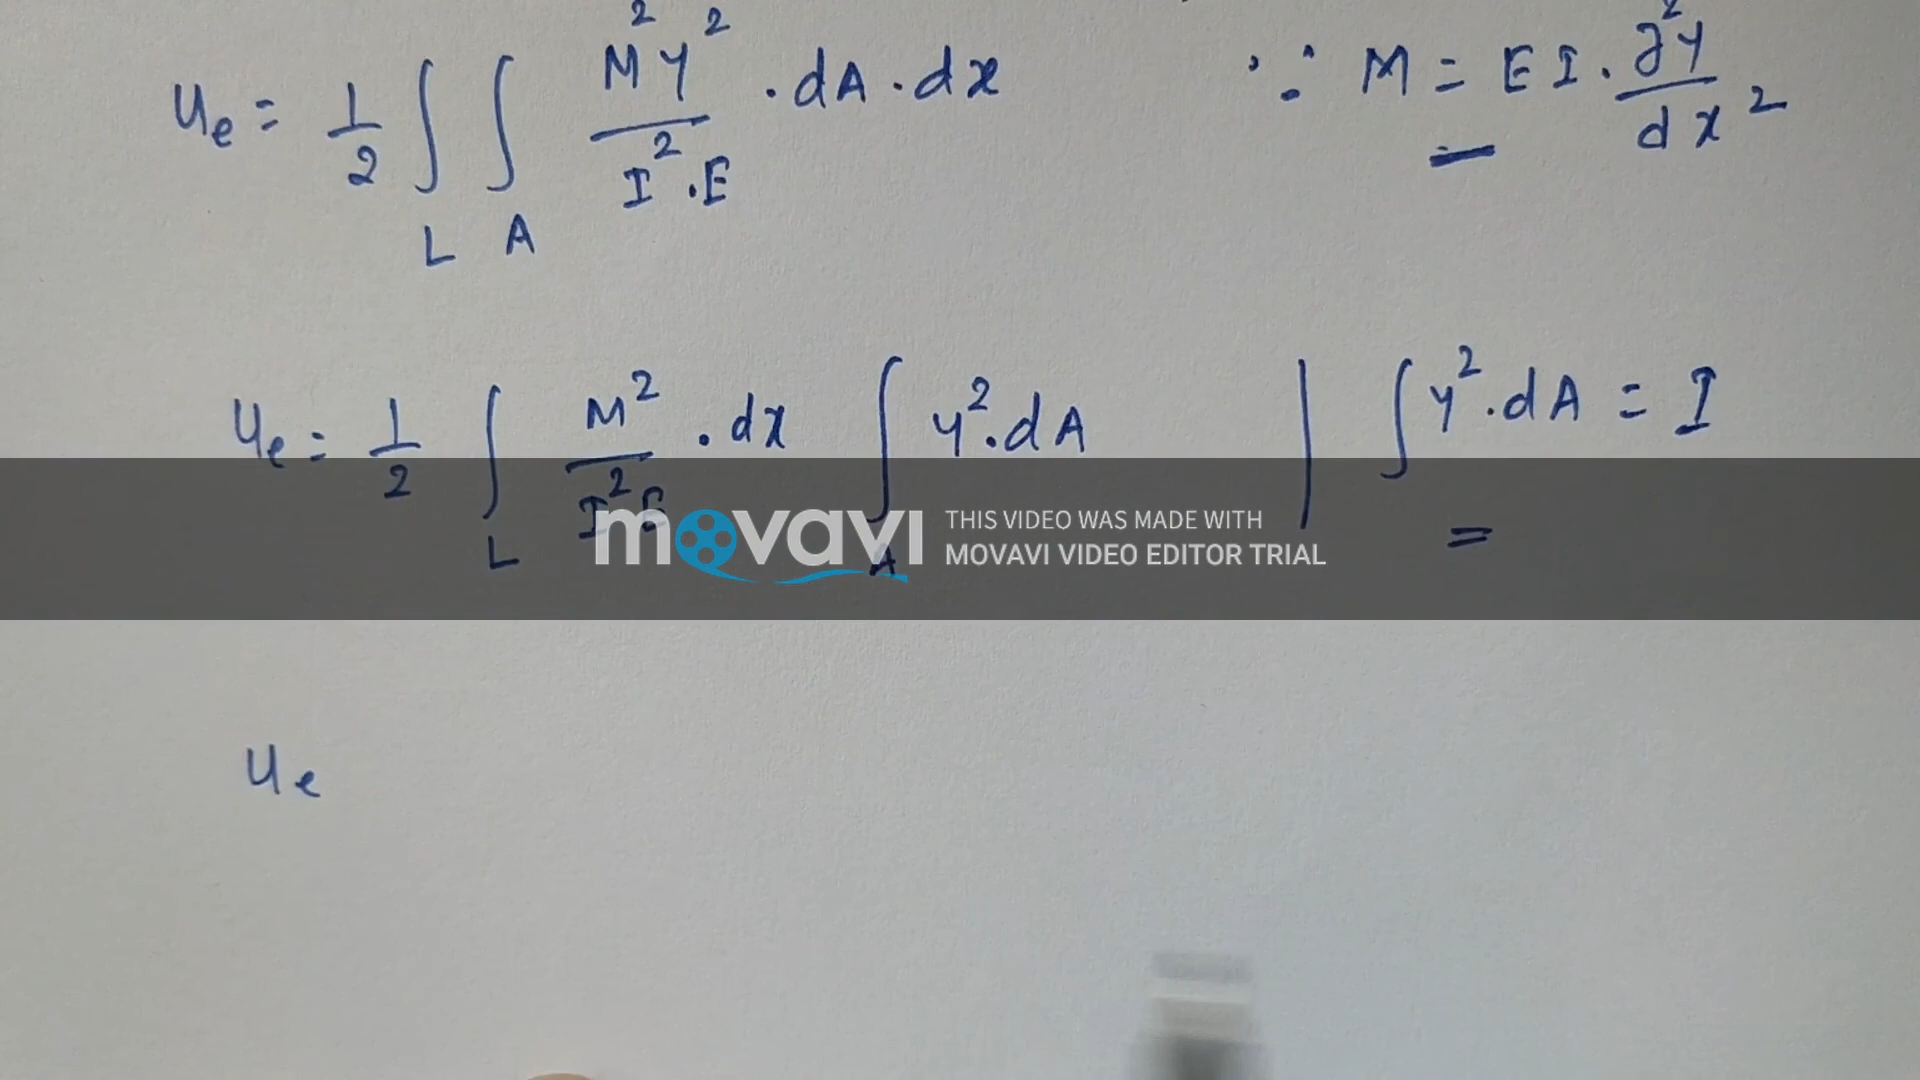 Ue = 1/2 ∫L ∫A M²Y²/I².E .dA.dx ∵ M = EI.∂²Y/dx²
Ue = 1/2 ∫L M²/I²E .dx ∫A Y².dA | ∫Y².dA = I
movavi THIS VIDEO WAS MADE WITH
MOVAVI VIDEO EDITOR TRIAL
=
Ue